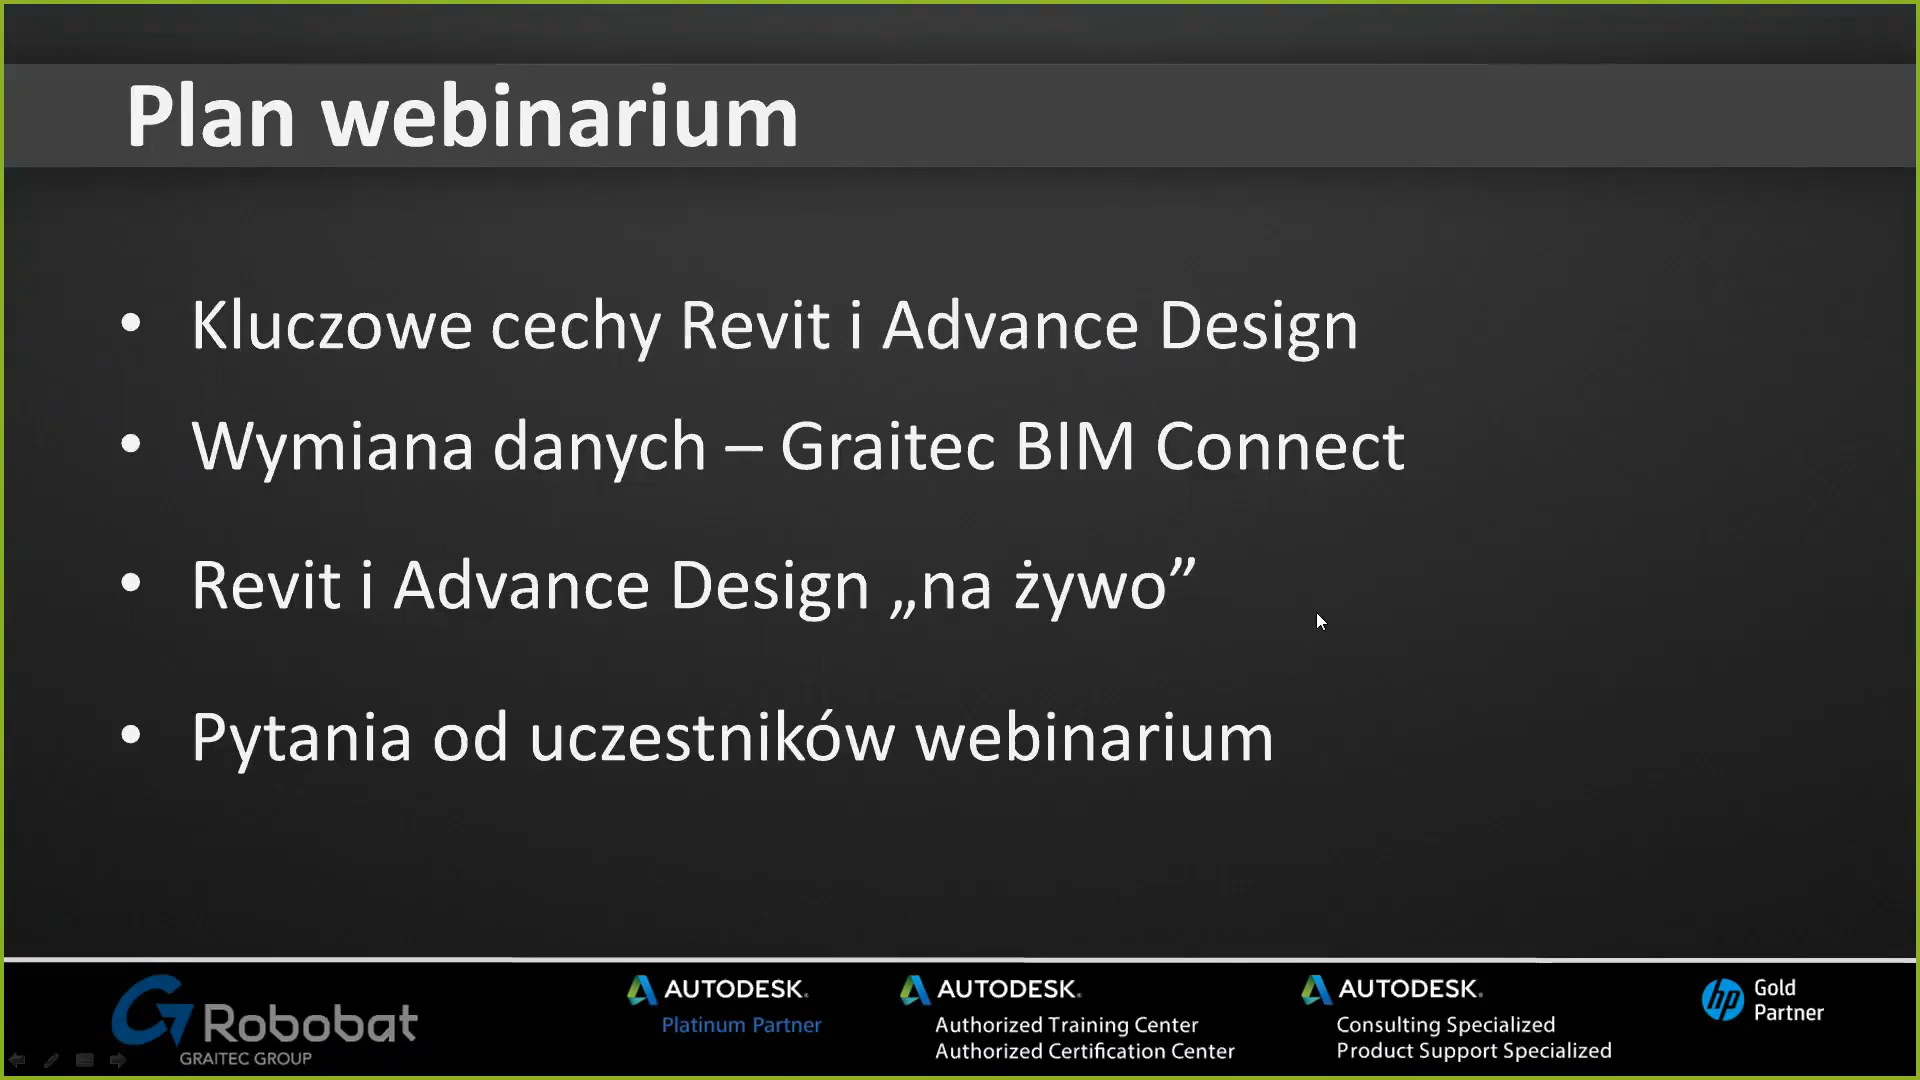 Plan webinarium
• Kluczowe cechy Revit i Advance Design
• Wymiana danych – Graitec BIM Connect
• Revit i Advance Design „na żywo”
• Pytania od uczestników webinarium
Robobat
GRAITEC GROUP
AUTODESK®
Platinum Partner
AUTODESK®
Authorized Training Center
Authorized Certification Center
AUTODESK®
Consulting Specialized
Product Support Specialized
hp
Gold
Partner